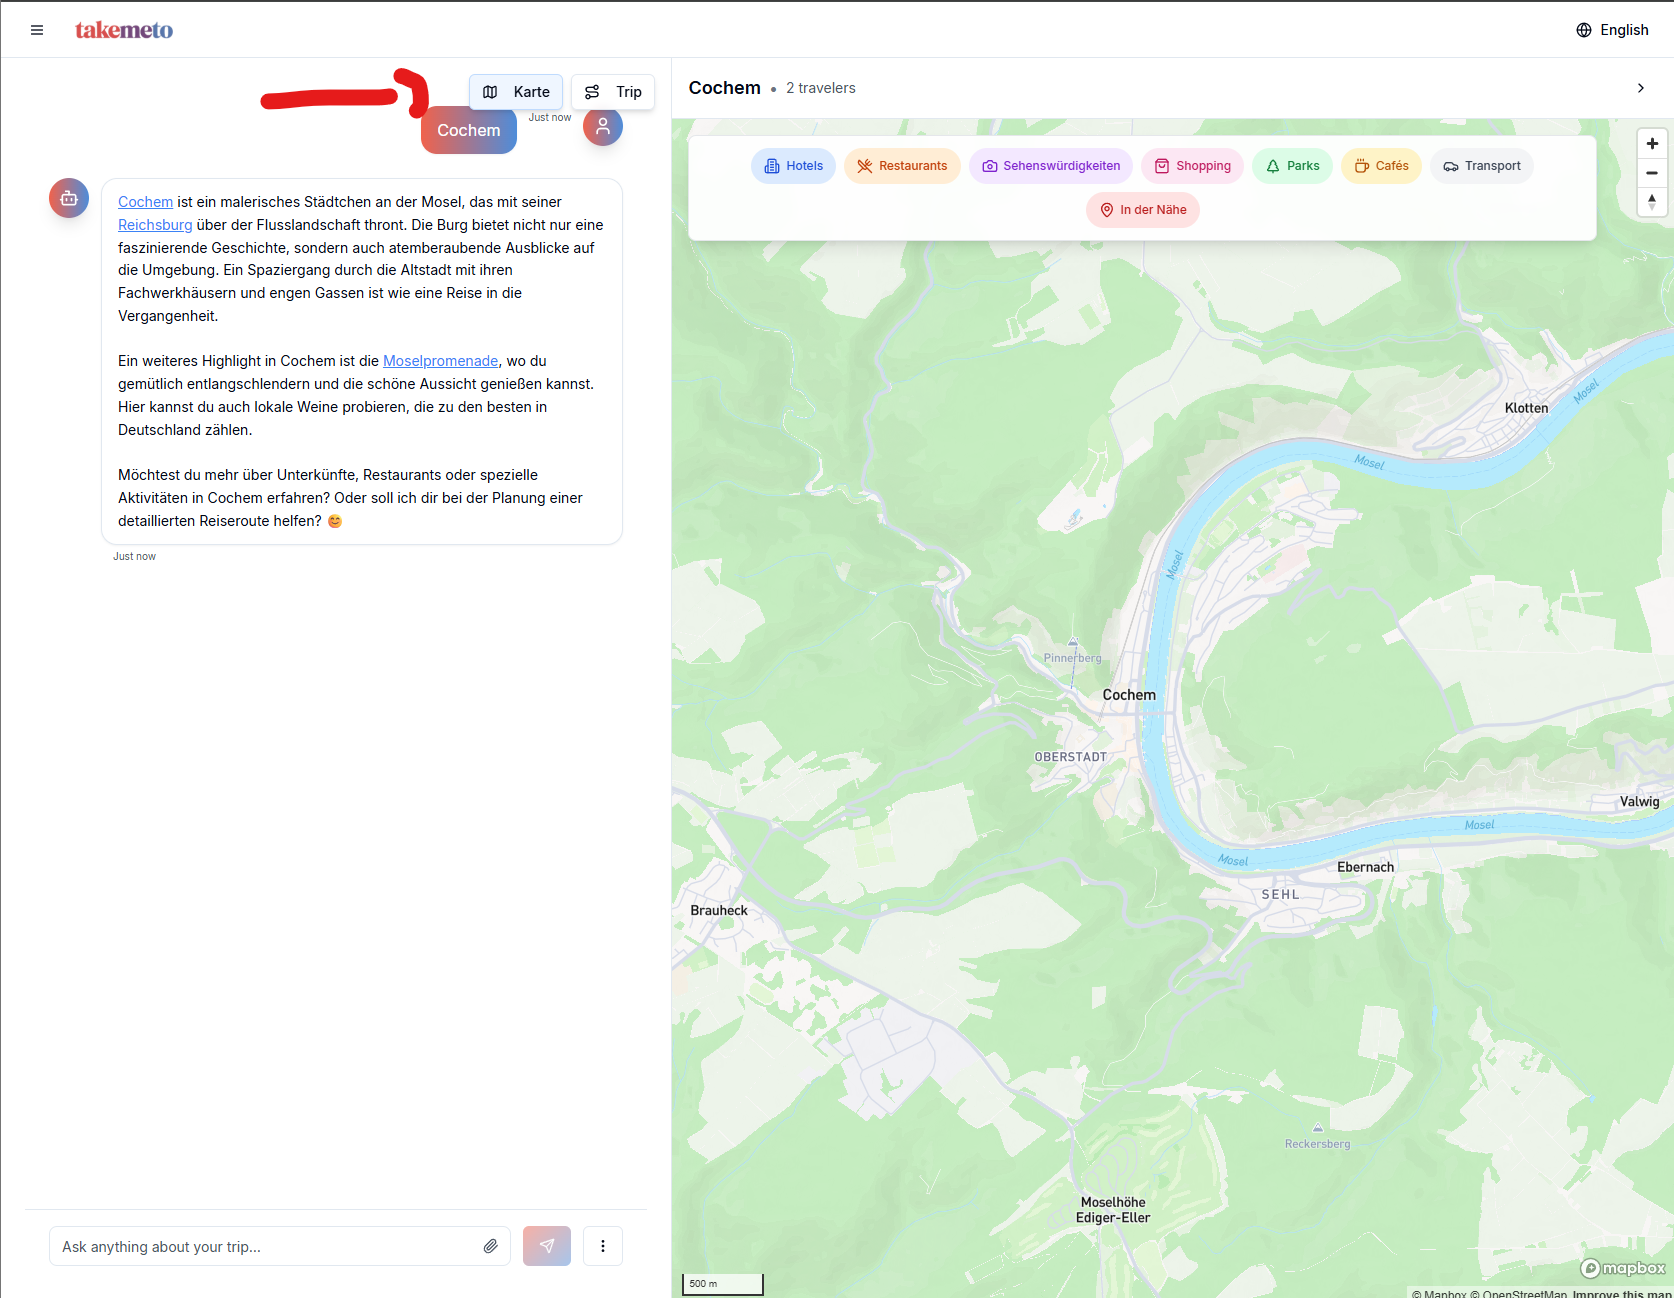 takemeto
English
Karte
Trip
Just now
Cochem
Cochem ist ein malerisches Städtchen an der Mosel, das mit seiner
Reichsburg über der Flusslandschaft thront. Die Burg bietet nicht nur eine
faszinierende Geschichte, sondern auch atemberaubende Ausblicke auf
die Umgebung. Ein Spaziergang durch die Altstadt mit ihren
Fachwerkhäusern und engen Gassen ist wie eine Reise in die
Vergangenheit.
Ein weiteres Highlight in Cochem ist die Moselpromenade, wo du
gemütlich entlangschlendern und die schöne Aussicht genießen kannst.
Hier kannst du auch lokale Weine probieren, die zu den besten in
Deutschland zählen.
Möchtest du mehr über Unterkünfte, Restaurants oder spezielle
Aktivitäten in Cochem erfahren? Oder soll ich dir bei der Planung einer
detaillierten Reiseroute helfen? 😊
Just now
Ask anything about your trip...
Cochem • 2 travelers
Hotels
Restaurants
Sehenswürdigkeiten
Shopping
Parks
Cafés
Transport
In der Nähe
Klotten
Mosel
Mosel
Mosel
Pinnerberg
Cochem
OBERSTADT
Valwig
Mosel
Mosel
Ebernach
SEHL
Brauheck
Reckersberg
Moselhöhe
Ediger-Eller
mapbox
500 m
© Mapbox © OpenStreetMap Improve this map